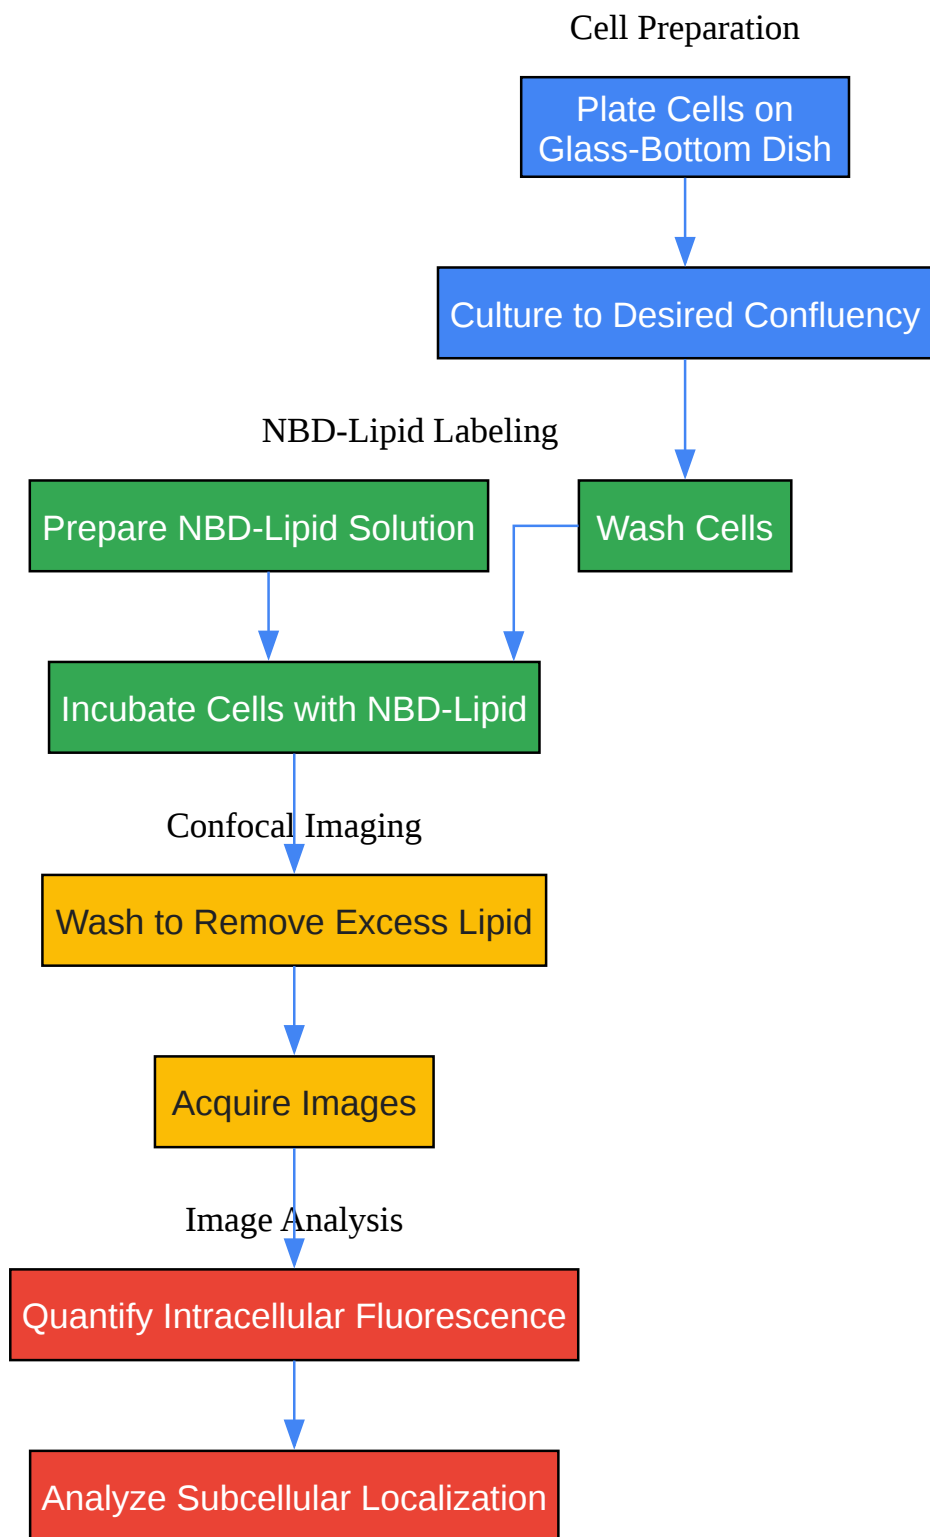 Cell Preparation
Plate Cells on
Glass-Bottom Dish
Culture to Desired Confluency
NBD-Lipid Labeling
Prepare NBD-Lipid Solution
Wash Cells
Incubate Cells with NBD-Lipid
Confocal Imaging
Wash to Remove Excess Lipid
Acquire Images
Image Analysis
Quantify Intracellular Fluorescence
Analyze Subcellular Localization